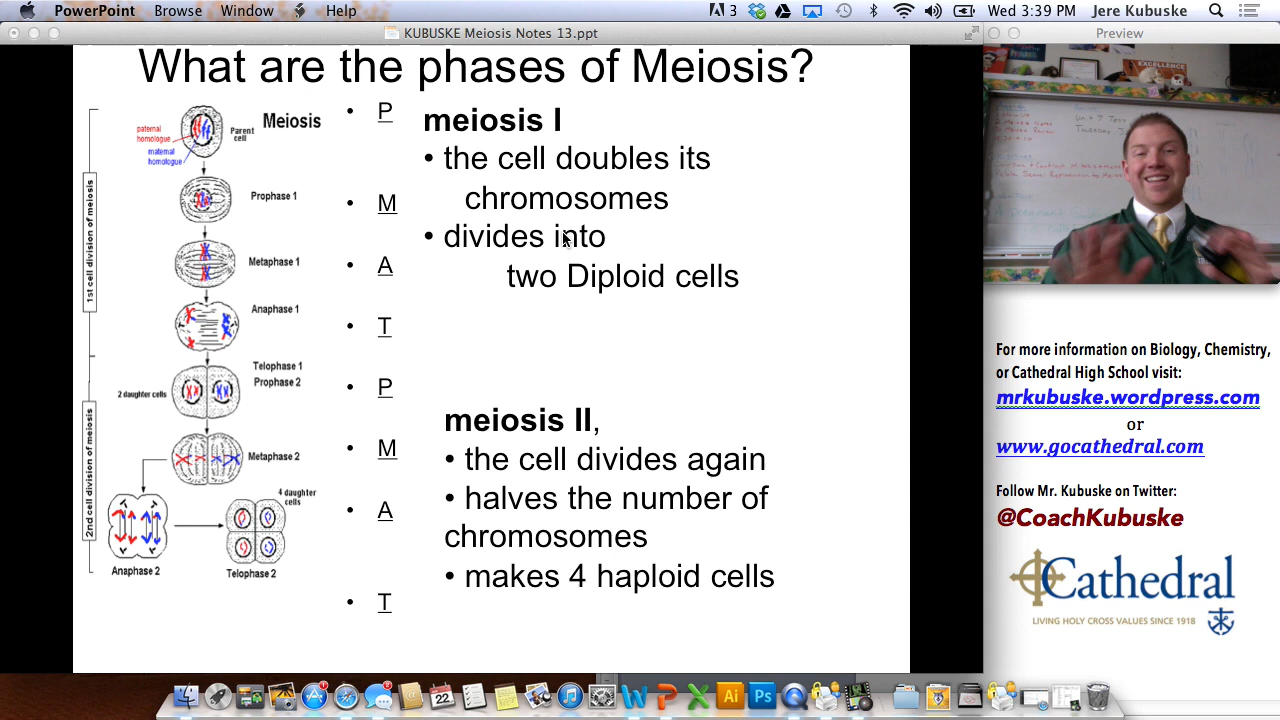 PowerPoint Browse Window Help
3 Wed 3:39 PM Jere Kubuske
KUBUSKE Meiosis Notes 13.ppt
Preview
What are the phases of Meiosis?
1st cell division of meiosis
2nd cell division of meiosis
Meiosis
paternal
homologue
Parent
cell
maternal
homologue
Prophase 1
Metaphase 1
Anaphase 1
Telophase 1
Prophase 2
2 daughter cells
Metaphase 2
4 daughter
cells
Anaphase 2
Telophase 2
• P
• M
• A
• T
• P
• M
• A
• T
meiosis I
• the cell doubles its
chromosomes
• divides into
two Diploid cells
meiosis II,
• the cell divides again
• halves the number of
chromosomes
• makes 4 haploid cells
EXCELLENCE
For more information on Biology, Chemistry,
or Cathedral High School visit:
mrkubuske.wordpress.com
or
www.gocathedral.com
Follow Mr. Kubuske on Twitter:
@CoachKubuske
Cathedral
LIVING HOLY CROSS VALUES SINCE 1918
22
W P X Ai Ps